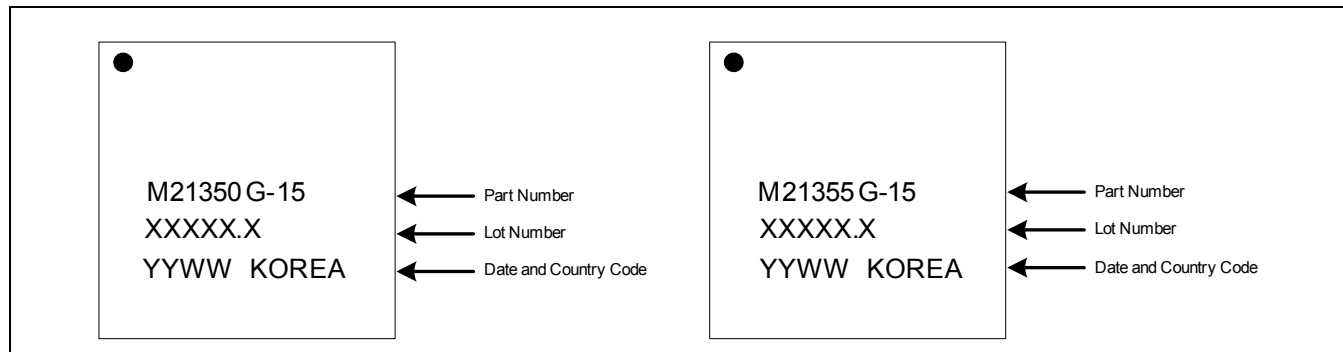 M21350G-15
Part Number
XXXXX.X
Lot Number
YYWW KOREA
Date and Country Code
M21355G-15
Part Number
XXXXX.X
Lot Number
YYWW KOREA
Date and Country Code